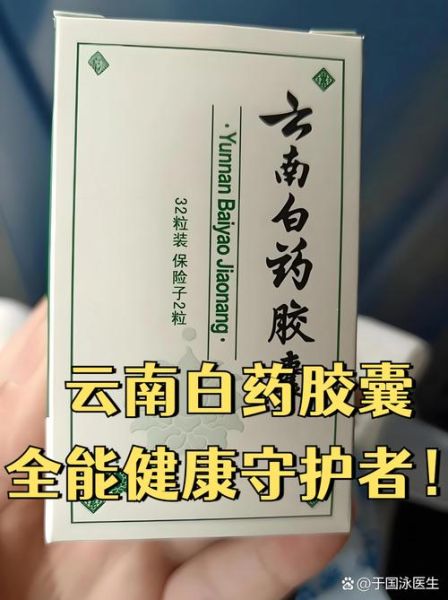 云南白药胶囊
·Yunnan Baiyao Jiaonang·
32粒装 保险子2粒
云南白药胶囊
全能健康守护者！
@于国泳医生